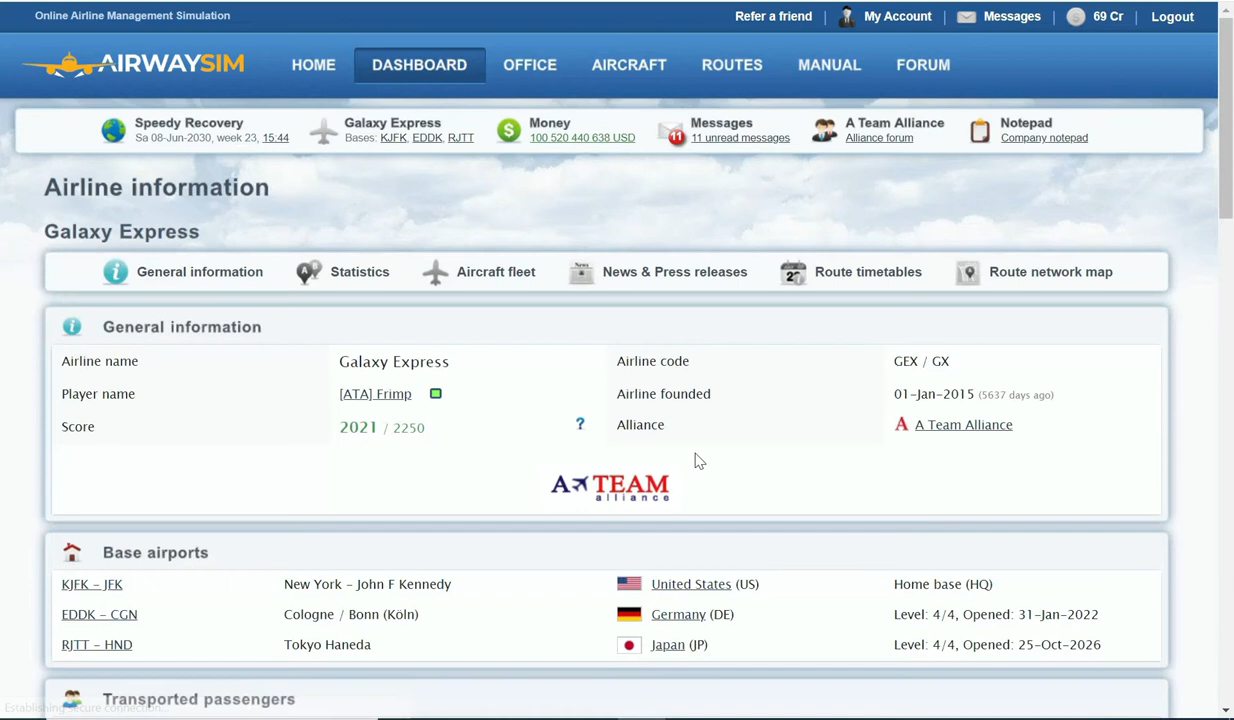 Online Airline Management Simulation
Refer a friend | My Account | Messages | 69 Cr | Logout
AIRWAYSIM
HOME DASHBOARD OFFICE AIRCRAFT ROUTES MANUAL FORUM
Speedy Recovery Galaxy Express Money Messages A Team Alliance Notepad
Sa 08-Jun-2030, week 23, 15:44 Bases: KJFK, EDDK, RJTT 100 520 440 638 USD 11 11 unread messages Alliance forum Company notepad
Airline information
Galaxy Express
General information Statistics Aircraft fleet News & Press releases Route timetables Route network map
General information
Airline name Galaxy Express Airline code GEX / GX
Player name [ATA] Frimp Airline founded 01-Jan-2015 (5637 days ago)
Score 2021 / 2250 ? Alliance A A Team Alliance
A TEAM
alliance
Base airports
KJFK - JFK New York - John F Kennedy United States (US) Home base (HQ)
EDDK - CGN Cologne / Bonn (Köln) Germany (DE) Level: 4/4, Opened: 31-Jan-2022
RJTT - HND Tokyo Haneda Japan (JP) Level: 4/4, Opened: 25-Oct-2026
Transported passengers
Establishing secure connection...